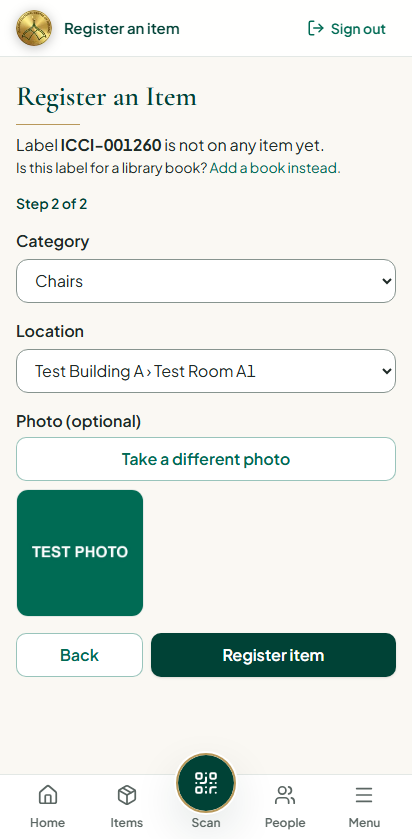 Register an item
Sign out
Register an Item
Label ICCI-001260 is not on any item yet.
Is this label for a library book? Add a book instead.
Step 2 of 2
Category
Chairs
Location
Test Building A › Test Room A1
Photo (optional)
Take a different photo
TEST PHOTO
Back
Register item
Home
Items
Scan
People
Menu